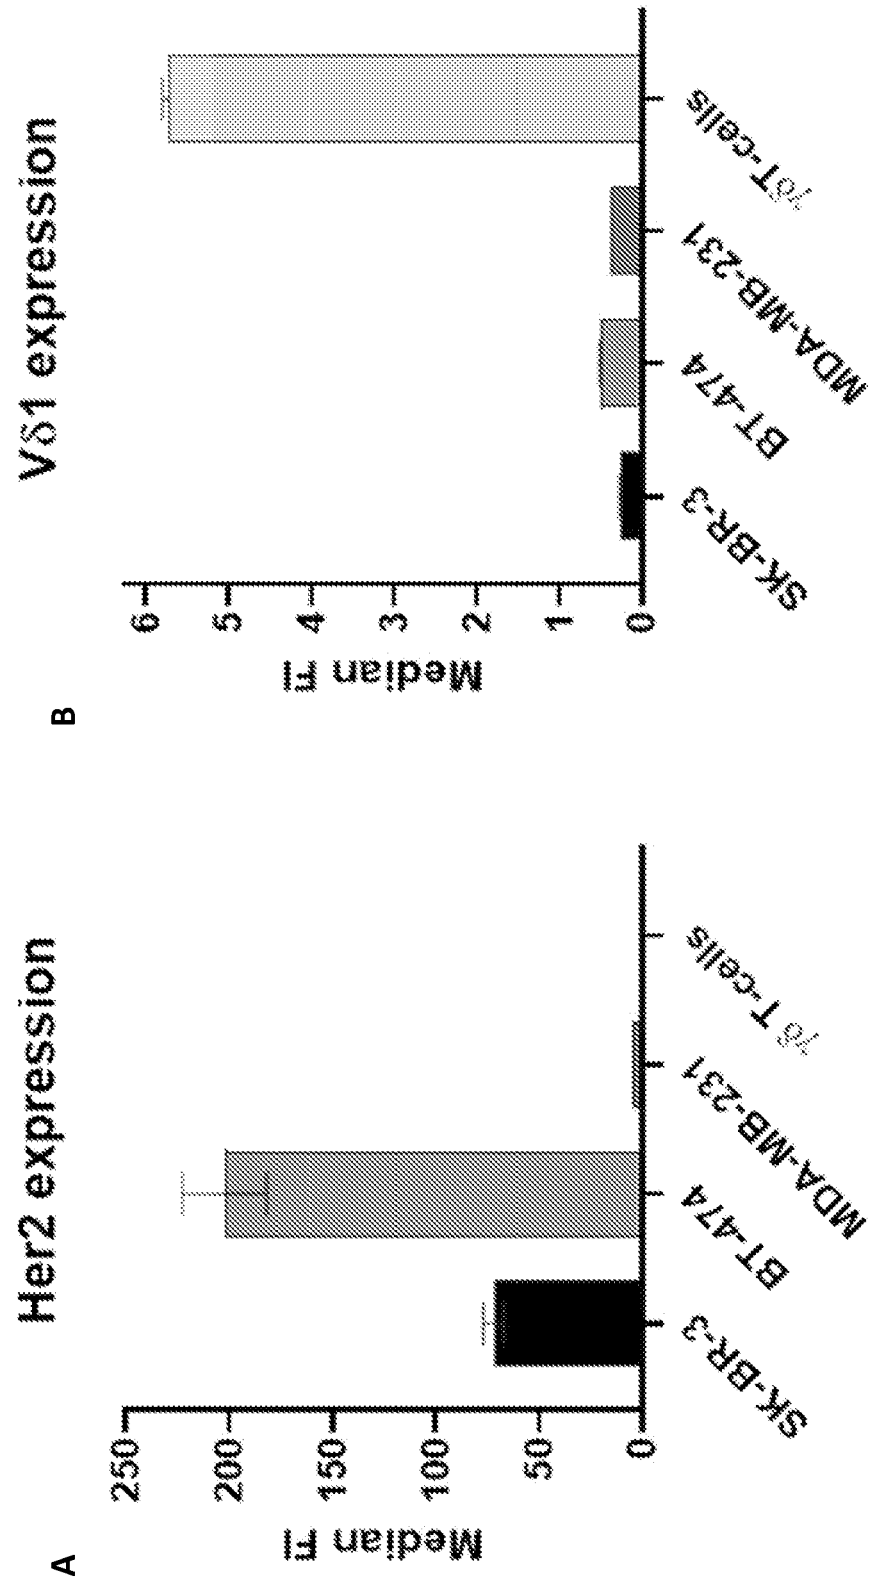 A
Her2 expression
Median FI
250
200
150
100
50
0
SK-BR-3
BT-474
MDA-MB-231
γδ T-cells
B
Vδ1 expression
Median FI
6
5
4
3
2
1
0
SK-BR-3
BT-474
MDA-MB-231
γδT-cells